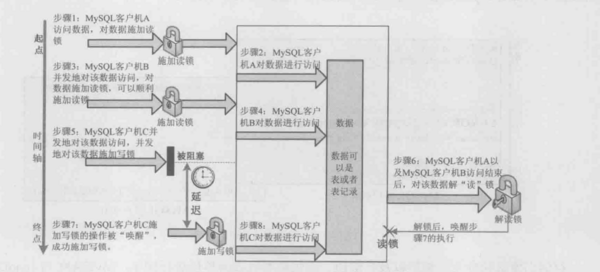 起点
时间轴
终点
步骤1：MySQL客户机A
访问数据，对数据施加读
锁
施加读锁
步骤2：MySQL客户
机A对数据进行访问
步骤3：MySQL客户机B
并发地对该数据访问，对
数据施加读锁，可以顺利
施加读锁
施加读锁
步骤4：MySQL客户
机B对数据进行访问
步骤5：MySQL客户机C并
发地对该数据访问，并发
地对该数据施加写锁
被阻塞
延迟
数据
数据可以是表或者表记录
步骤6：MySQL客户机A以
及MySQL客户机B访问结束
后，对该数据解“读”锁
解读锁
步骤7：MySQL客户机C施
加写锁的操作被“唤醒”，
成功施加写锁。
施加写锁
步骤8：MySQL客户
机C对数据进行访问
读锁
解锁后，唤醒步
骤7的执行